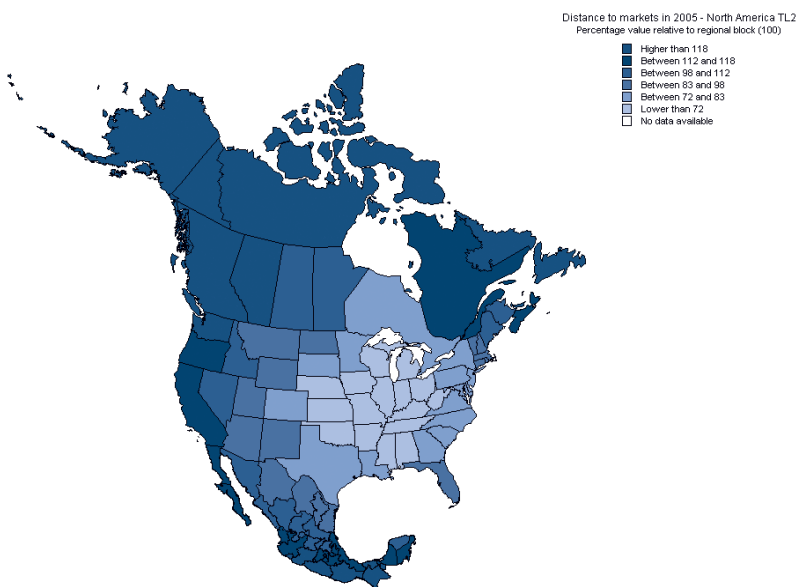 Distance to markets in 2005 - North America TL2
Percentage value relative to regional block (100)
Higher than 118
Between 112 and 118
Between 98 and 112
Between 83 and 98
Between 72 and 83
Lower than 72
No data available